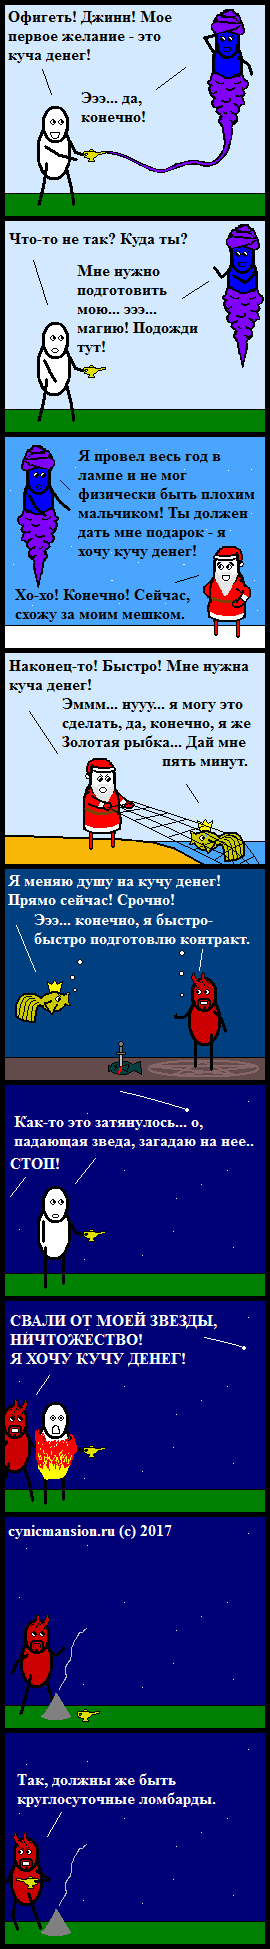 Офигеть! Джинн! Мое
первое желание - это
куча денег!
Эээ... да,
конечно!
Что-то не так? Куда ты?
Мне нужно
подготовить
мою... эээ...
магию! Подожди
тут!
Я провел весь год в
лампе и не мог
физически быть плохим
мальчиком! Ты должен
дать мне подарок - я
хочу кучу денег!
Хо-хо! Конечно! Сейчас,
схожу за моим мешком.
Наконец-то! Быстро! Мне нужна
куча денег!
Эммм... нууу... я могу это
сделать, да, конечно, я же
Золотая рыбка... Дай мне
пять минут.
Я меняю душу на кучу денег!
Прямо сейчас! Срочно!
Эээ... конечно, я быстро-
быстро подготовлю контракт.
Как-то это затянулось... о,
падающая зведа, загадаю на нее..
СТОП!
СВАЛИ ОТ МОЕЙ ЗВЕЗДЫ,
НИЧТОЖЕСТВО!
Я ХОЧУ КУЧУ ДЕНЕГ!
cynicmansion.ru (c) 2017
Так, должны же быть
круглосуточные ломбарды.